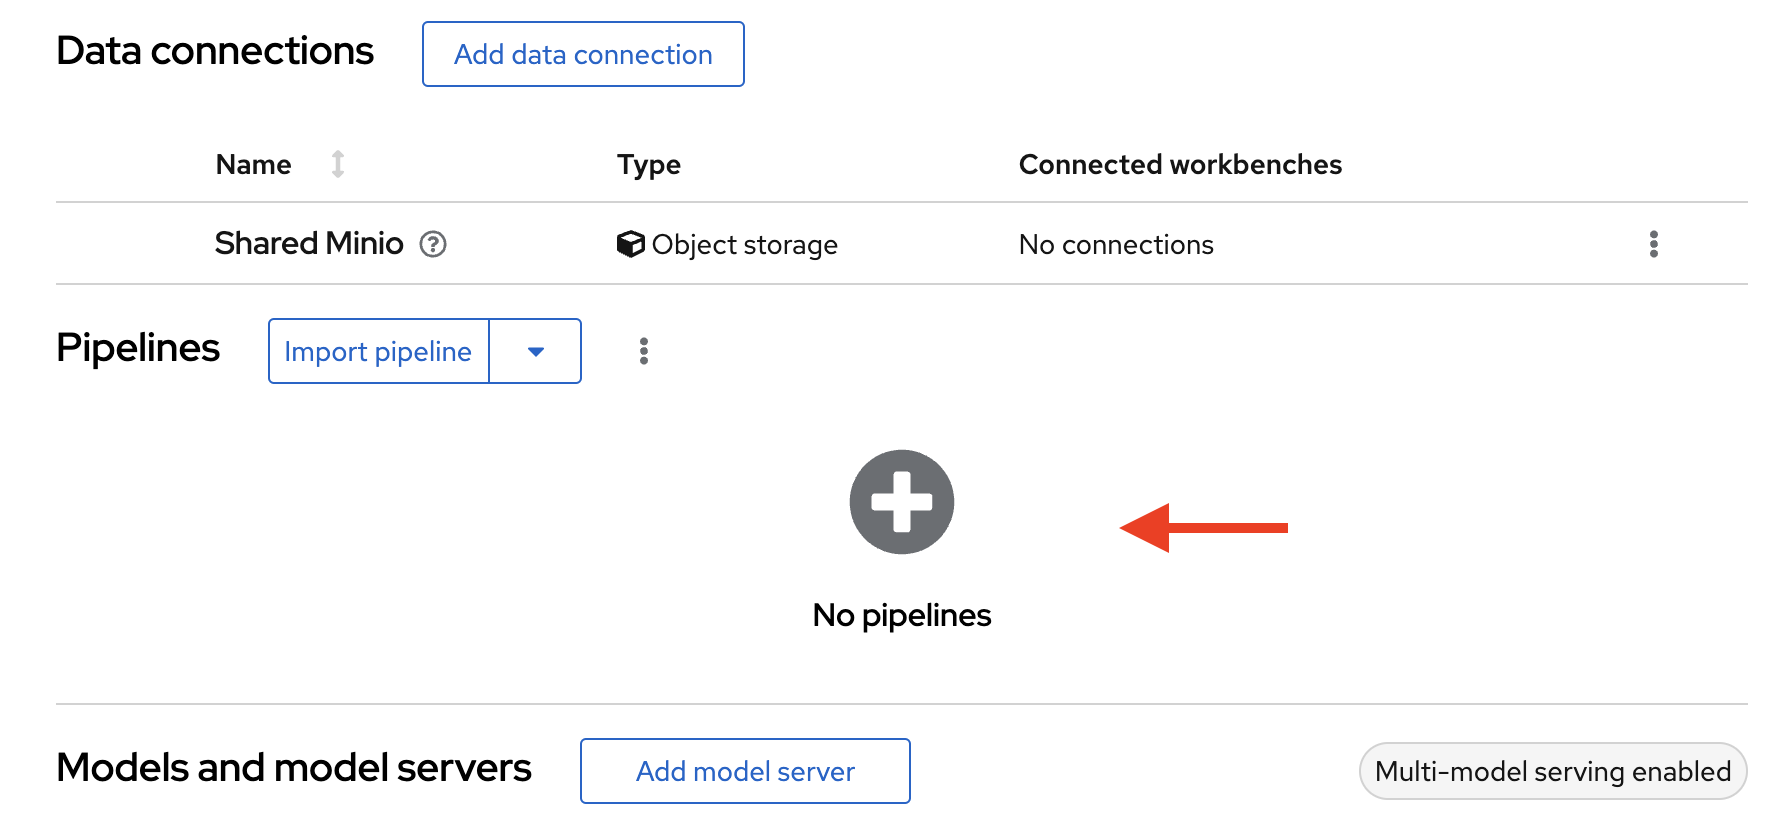 Data connections Add data connection
Name Type Connected workbenches
Shared Minio Object storage No connections
Pipelines Import pipeline
No pipelines
Models and model servers Add model server Multi-model serving enabled